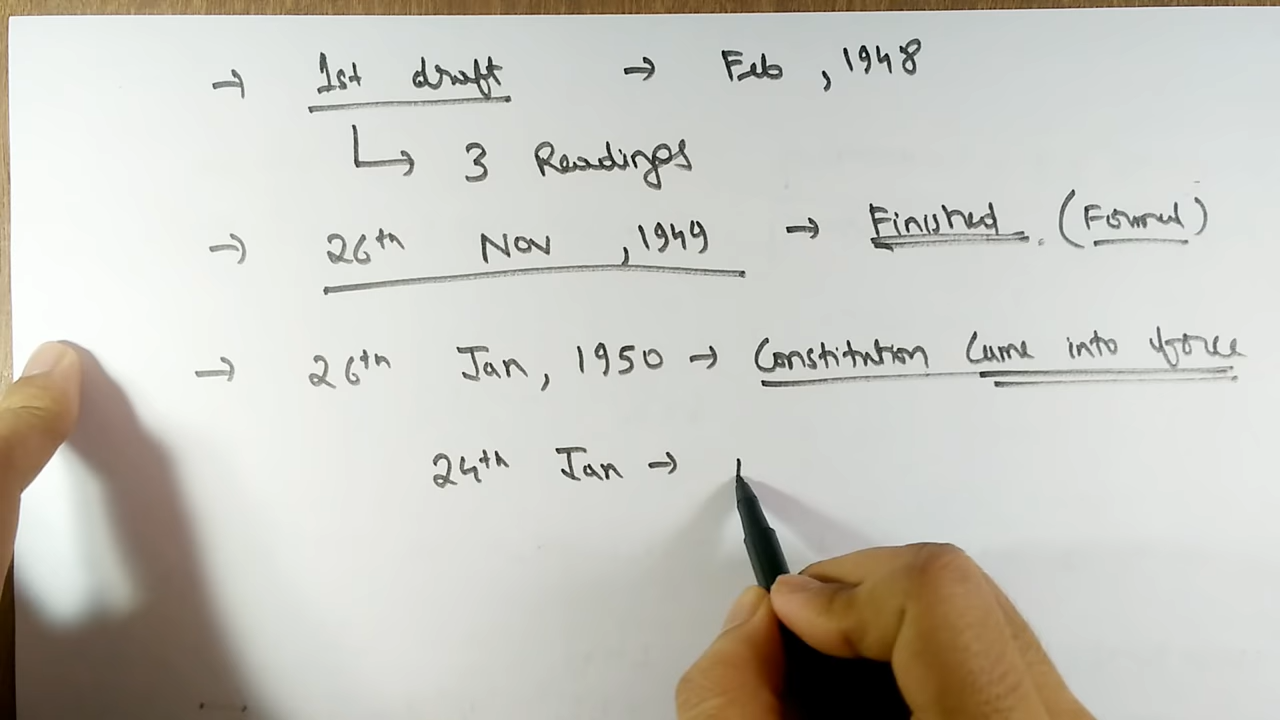 → 1st draft → Feb , 1948
↳ 3 Readings
→ 26th Nov , 1949 → Finished. (Formal)
→ 26th Jan, 1950 → Constitution Came into force
24th Jan →